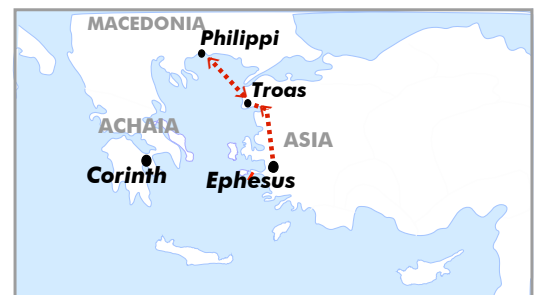 MACEDONIA
Philippi
Troas
ACHAIA
ASIA
Corinth
Ephesus